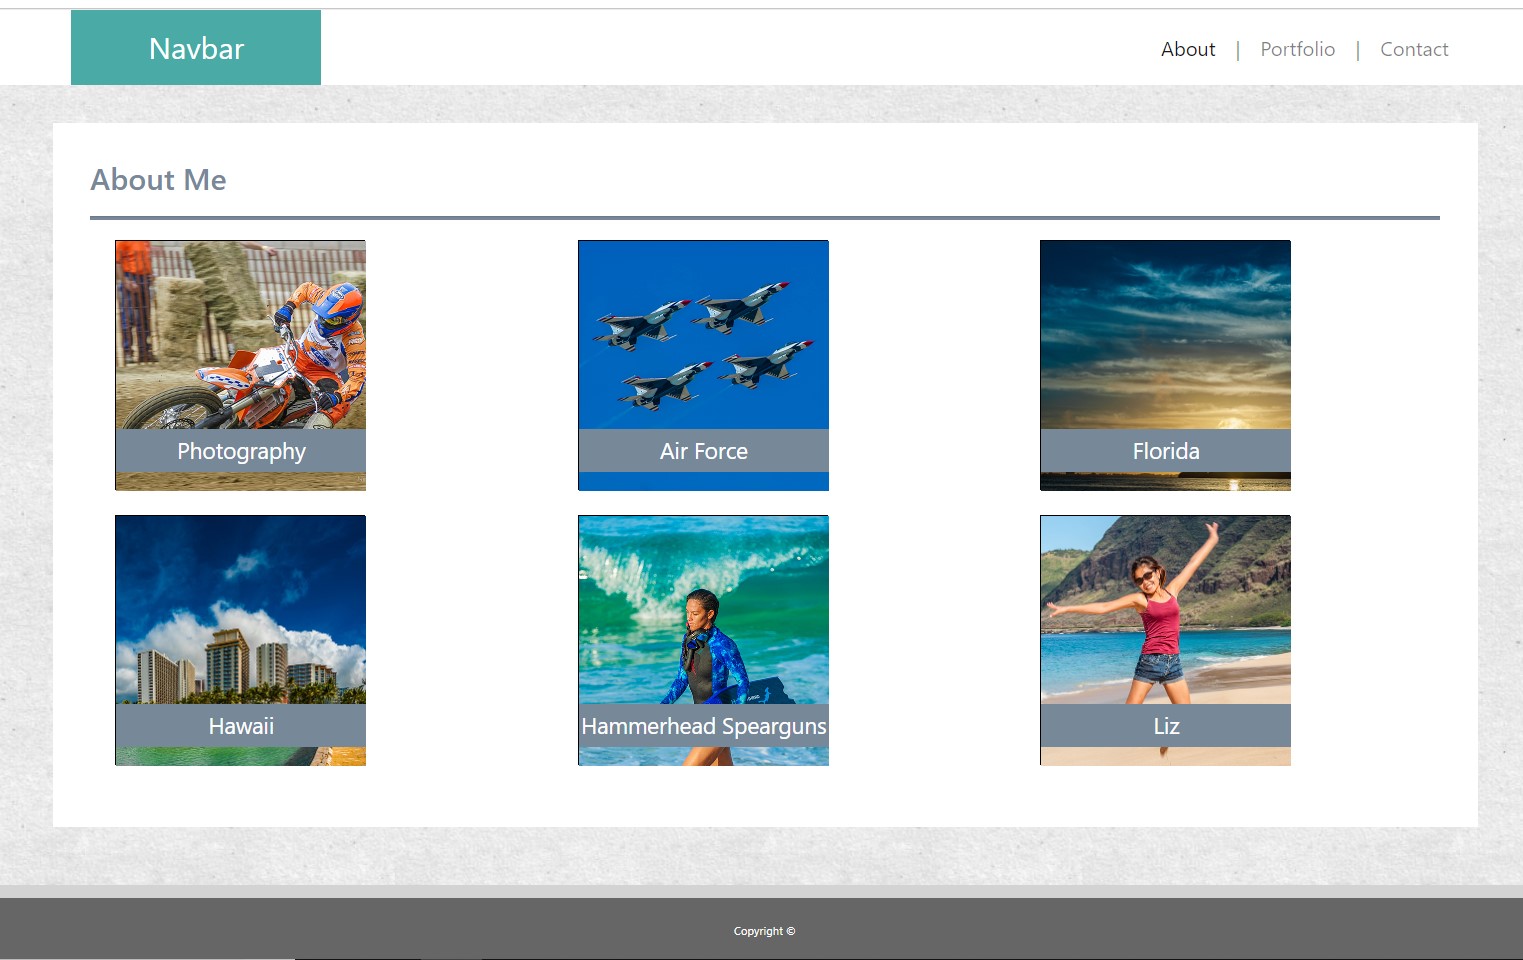 Navbar
About | Portfolio | Contact
About Me
Photography
Air Force
Florida
Hawaii
Hammerhead Spearguns
Liz
Copyright ©